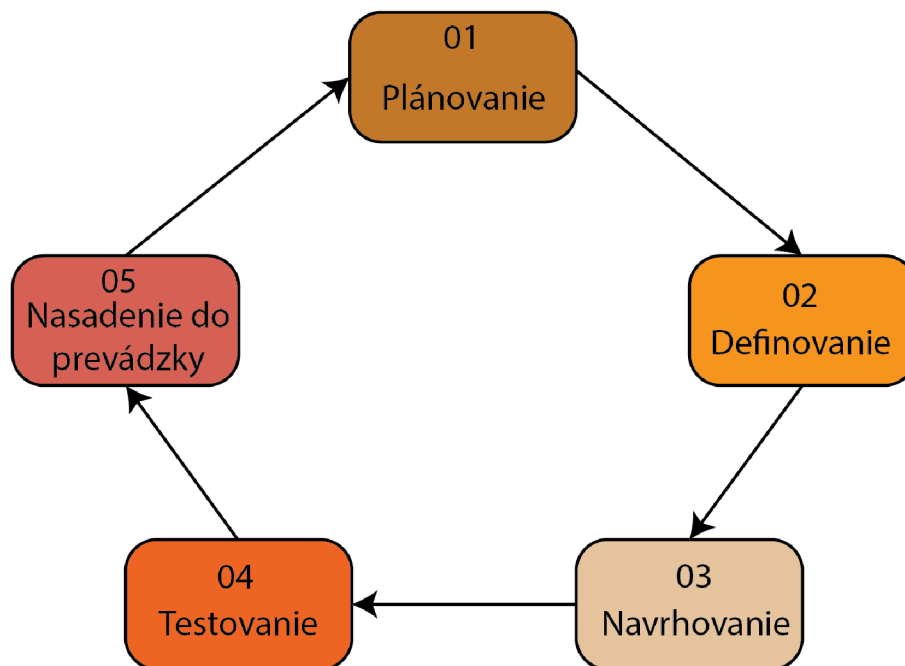 01
Plánovanie
02
Definovanie
03
Navrhovanie
04
Testovanie
05
Nasadenie do
prevádzky